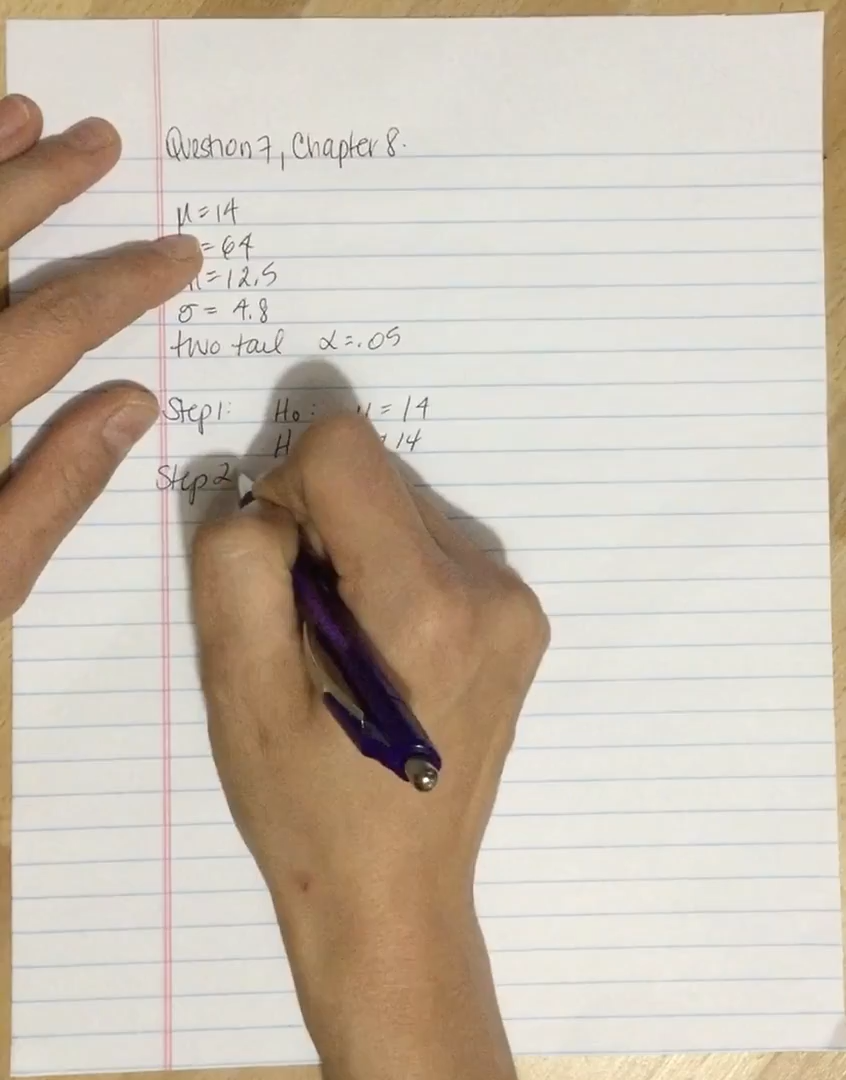 Question 7, Chapter 8.
μ = 14
= 64
= 12.5
σ = 4.8
two tail α = .05
Step 1: H₀: μ = 14
H 14
Step 2